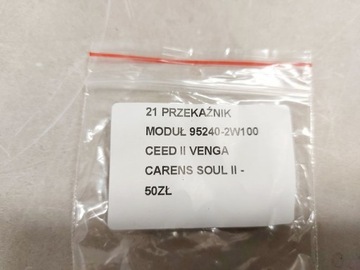 21 PRZEKAŹNIK
MODUŁ 95240-2W100
CEED II VENGA
CARENS SOUL II -
50ZŁ